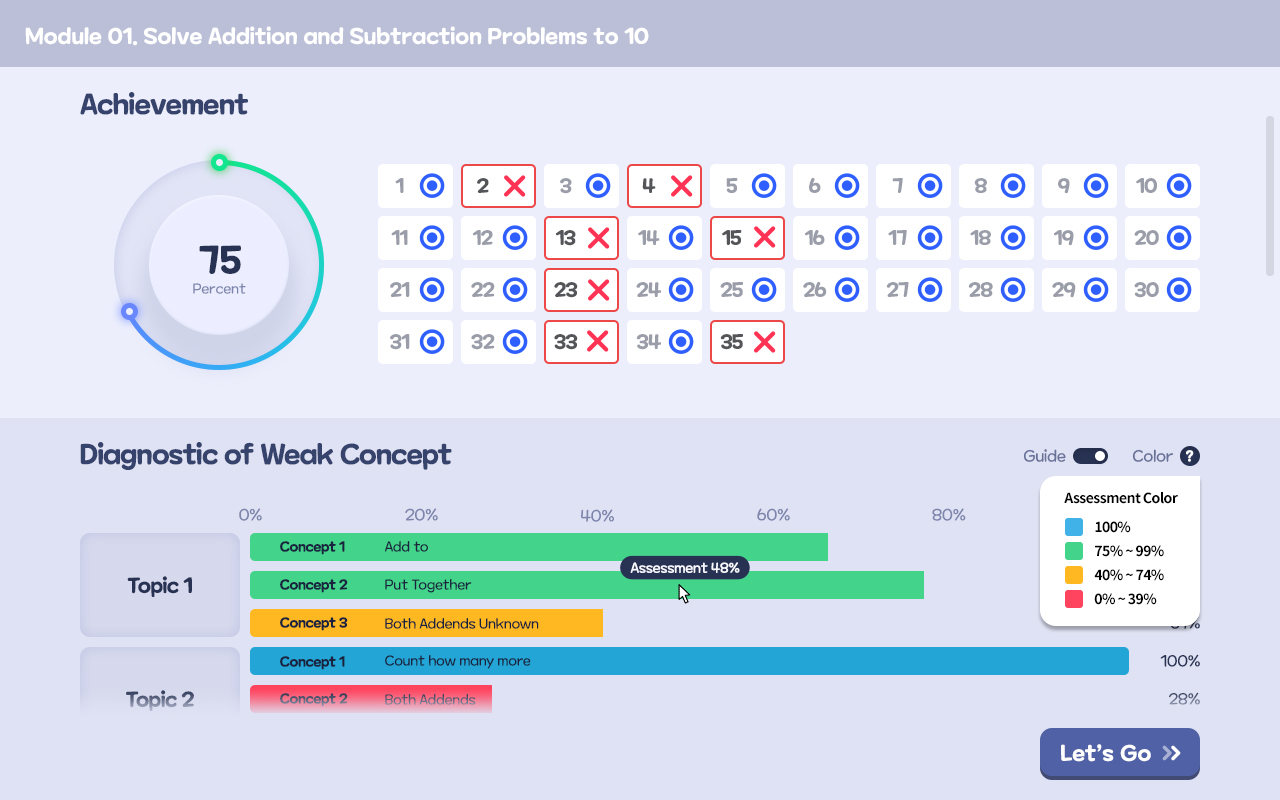 Module 01. Solve Addition and Subtraction Problems to 10
Achievement
75
Percent
1 2 3 4 5 6 7 8 9 10
11 12 13 14 15 16 17 18 19 20
21 22 23 24 25 26 27 28 29 30
31 32 33 34 35
Diagnostic of Weak Concept
Guide Color ?
Assessment Color
100%
75% ~ 99%
40% ~ 74%
0% ~ 39%
0% 20% 40% 60% 80%
Topic 1
Concept 1 Add to
Assessment 48%
Concept 2 Put Together
Concept 3 Both Addends Unknown
Topic 2
Concept 1 Count how many more 100%
Concept 2 Both Addends 28%
Let's Go